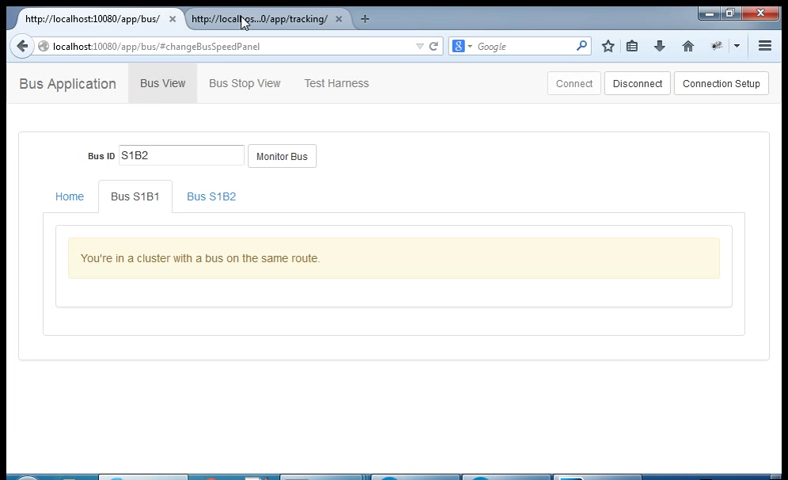 http://localhost:10080/app/bus/
http://localhos...0/app/tracking/
localhost:10080/app/bus/#changeBusSpeedPanel
Google
Bus Application
Bus View
Bus Stop View
Test Harness
Connect
Disconnect
Connection Setup
Bus ID
S1B2
Monitor Bus
Home
Bus S1B1
Bus S1B2
You're in a cluster with a bus on the same route.